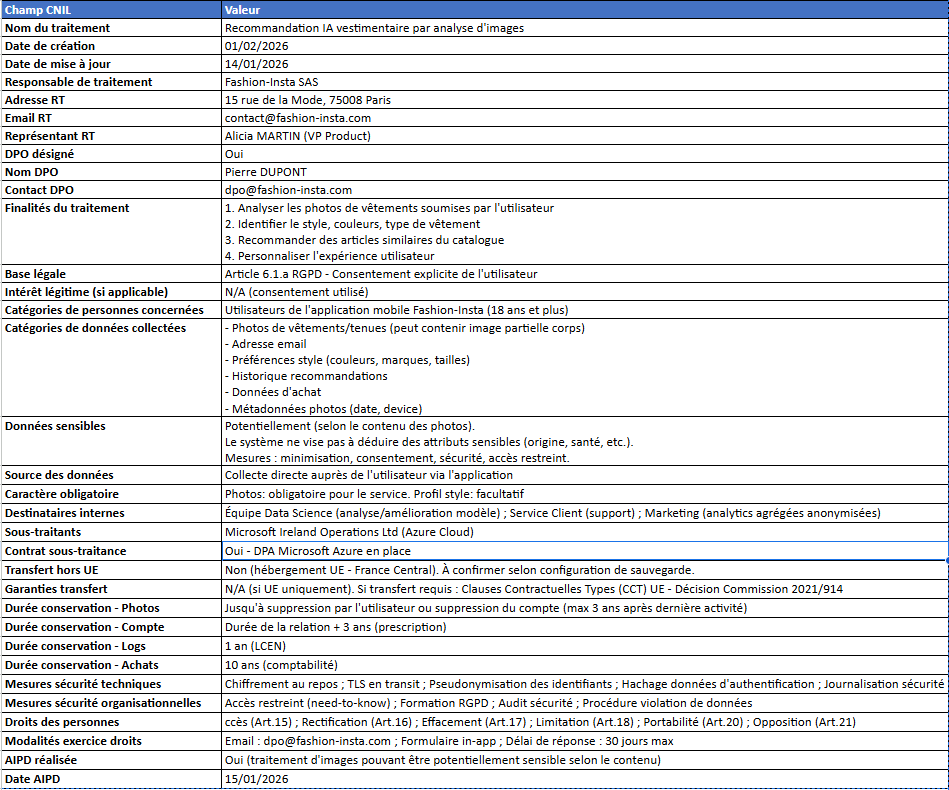 Champ CNIL Valeur
Nom du traitement Recommandation IA vestimentaire par analyse d'images
Date de création 01/02/2026
Date de mise à jour 14/01/2026
Responsable de traitement Fashion-Insta SAS
Adresse RT 15 rue de la Mode, 75008 Paris
Email RT contact@fashion-insta.com
Représentant RT Alicia MARTIN (VP Product)
DPO désigné Oui
Nom DPO Pierre DUPONT
Contact DPO dpo@fashion-insta.com
Finalités du traitement 1. Analyser les photos de vêtements soumises par l'utilisateur
2. Identifier le style, couleurs, type de vêtement
3. Recommander des articles similaires du catalogue
4. Personnaliser l'expérience utilisateur
Base légale Article 6.1.a RGPD - Consentement explicite de l'utilisateur
Intérêt légitime (si applicable) N/A (consentement utilisé)
Catégories de personnes concernées Utilisateurs de l'application mobile Fashion-Insta (18 ans et plus)
Catégories de données collectées - Photos de vêtements/tenues (peut contenir image partielle corps)
- Adresse email
- Préférences style (couleurs, marques, tailles)
- Historique recommandations
- Données d'achat
- Métadonnées photos (date, device)
Données sensibles Potentiellement (selon le contenu des photos).
Le système ne vise pas à déduire des attributs sensibles (origine, santé, etc.).
Mesures : minimisation, consentement, sécurité, accès restreint.
Source des données Collecte directe auprès de l'utilisateur via l'application
Caractère obligatoire Photos: obligatoire pour le service. Profil style: facultatif
Destinataires internes Équipe Data Science (analyse/amélioration modèle) ; Service Client (support) ; Marketing (analytics agrégées anonymisées)
Sous-traitants Microsoft Ireland Operations Ltd (Azure Cloud)
Contrat sous-traitance Oui - DPA Microsoft Azure en place
Transfert hors UE Non (hébergement UE - France Central). À confirmer selon configuration de sauvegarde.
Garanties transfert N/A (si UE uniquement). Si transfert requis : Clauses Contractuelles Types (CCT) UE - Décision Commission 2021/914
Durée conservation - Photos Jusqu'à suppression par l'utilisateur ou suppression du compte (max 3 ans après dernière activité)
Durée conservation - Compte Durée de la relation + 3 ans (prescription)
Durée conservation - Logs 1 an (LCEN)
Durée conservation - Achats 10 ans (comptabilité)
Mesures sécurité techniques Chiffrement au repos ; TLS en transit ; Pseudonymisation des identifiants ; Hachage données d'authentification ; Journalisation sécurité
Mesures sécurité organisationnelles Accès restreint (need-to-know) ; Formation RGPD ; Audit sécurité ; Procédure violation de données
Droits des personnes ccès (Art.15) ; Rectification (Art.16) ; Effacement (Art.17) ; Limitation (Art.18) ; Portabilité (Art.20) ; Opposition (Art.21)
Modalités exercice droits Email : dpo@fashion-insta.com ; Formulaire in-app ; Délai de réponse : 30 jours max
AIPD réalisée Oui (traitement d'images pouvant être potentiellement sensible selon le contenu)
Date AIPD 15/01/2026